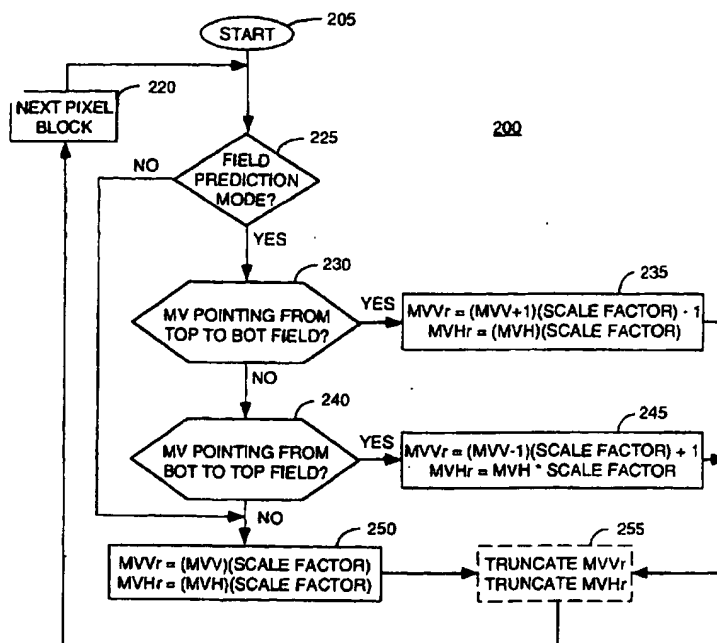 205
START
220
NEXT PIXEL
BLOCK
225
200
FIELD
PREDICTION
MODE?
NO
YES
230
MV POINTING FROM
TOP TO BOT FIELD?
YES
235
MVVr = (MVV+1)(SCALE FACTOR) - 1
MVHr = (MVH)(SCALE FACTOR)
NO
240
MV POINTING FROM
BOT TO TOP FIELD?
YES
245
MVVr = (MVV-1)(SCALE FACTOR) + 1
MVHr = MVH * SCALE FACTOR
NO
250
MVVr = (MVV)(SCALE FACTOR)
MVHr = (MVH)(SCALE FACTOR)
255
TRUNCATE MVVr
TRUNCATE MVHr